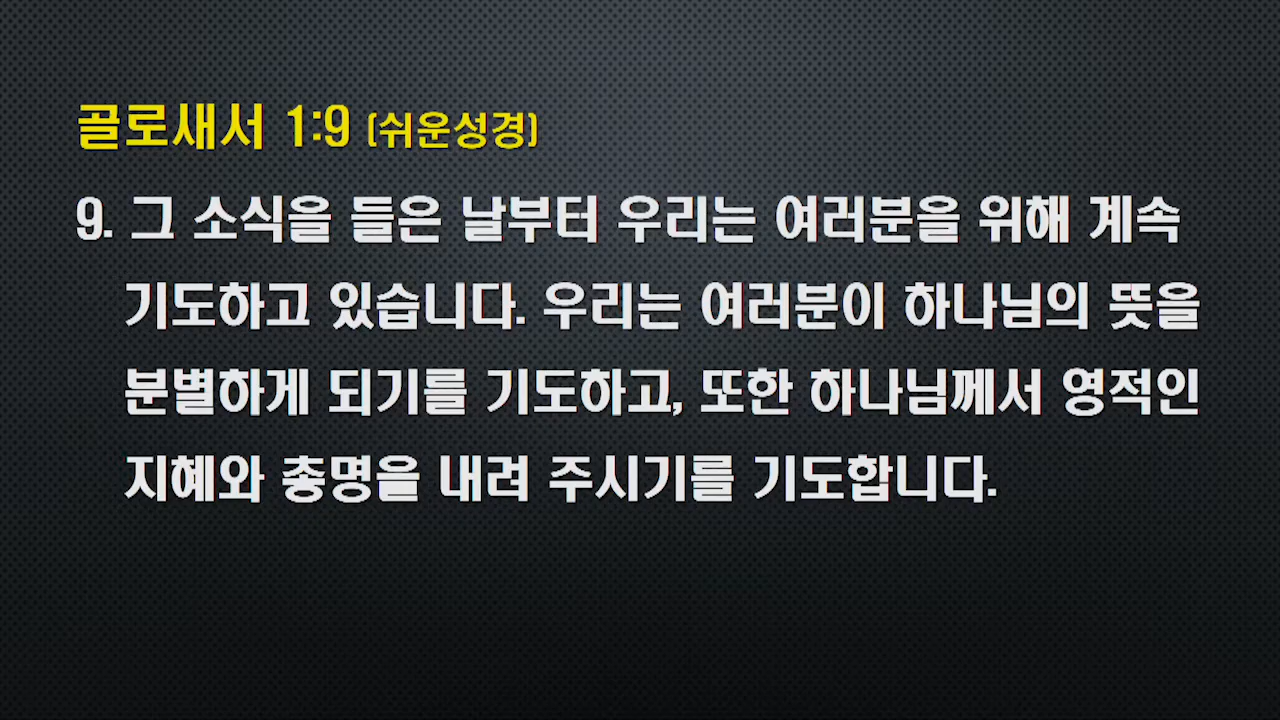 골로새서 1:9 (쉬운성경)
9. 그 소식을 들은 날부터 우리는 여러분을 위해 계속
기도하고 있습니다. 우리는 여러분이 하나님의 뜻을
분별하게 되기를 기도하고, 또한 하나님께서 영적인
지혜와 총명을 내려 주시기를 기도합니다.